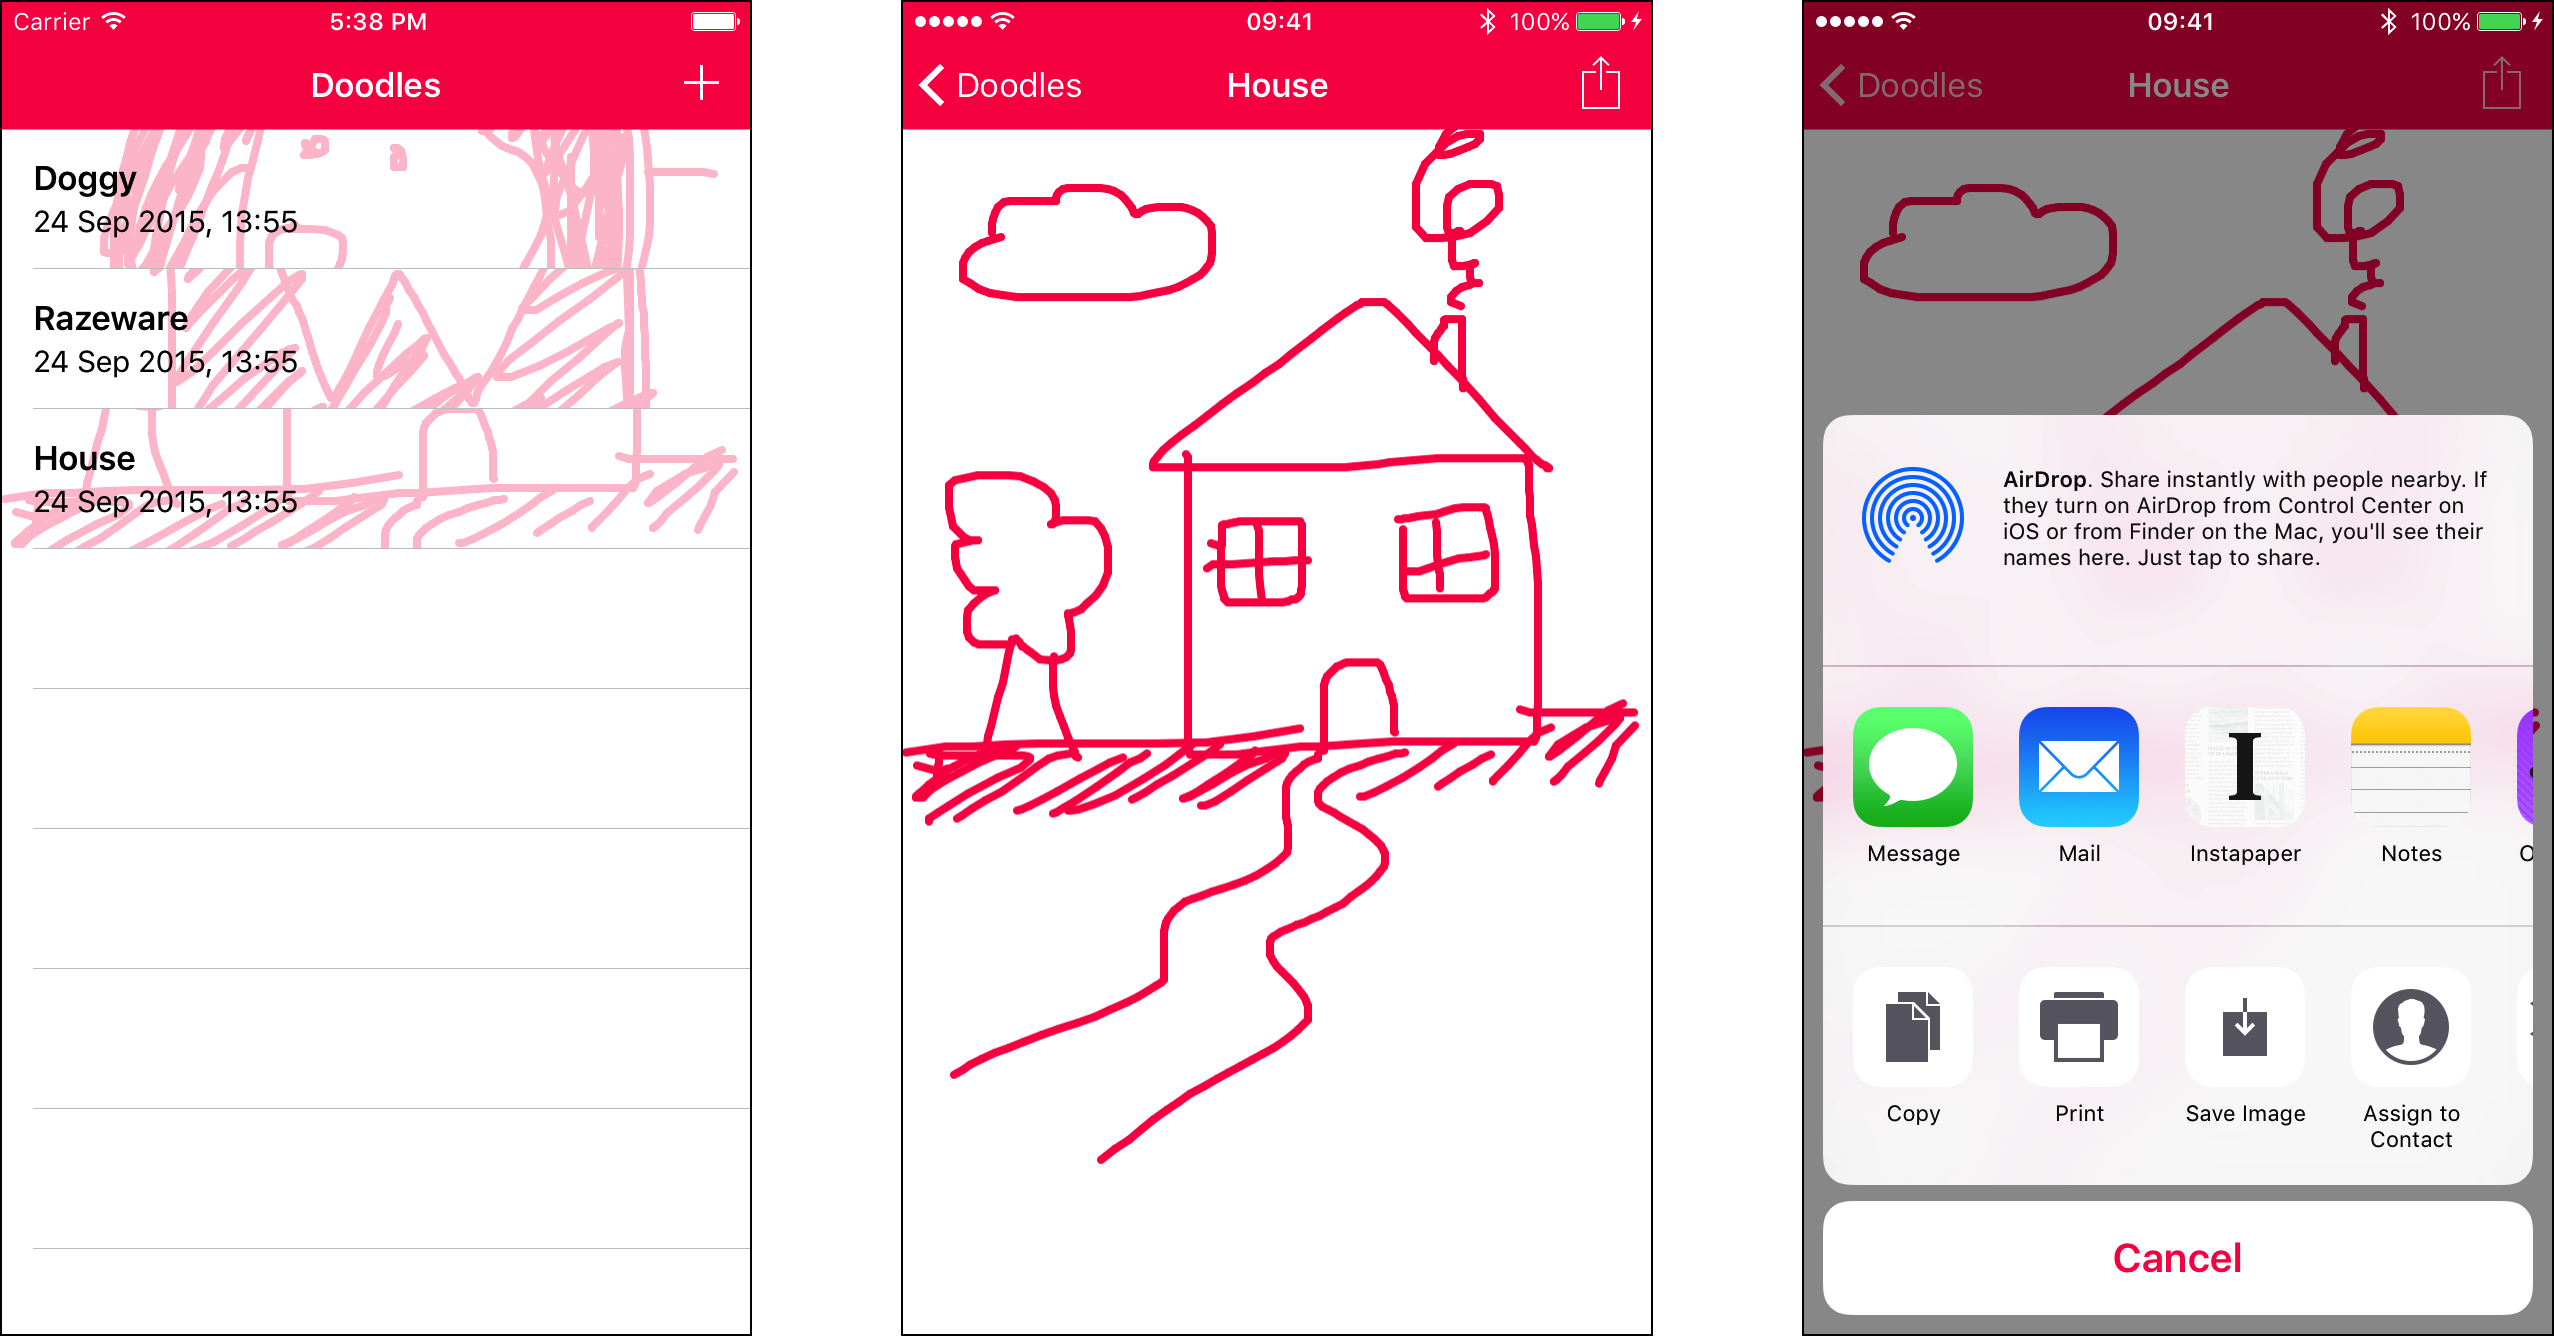 Carrier 5:38 PM
Doodles
Doggy
24 Sep 2015, 13:55
Razeware
24 Sep 2015, 13:55
House
24 Sep 2015, 13:55
09:41 100%
Doodles House
09:41 100%
Doodles House
AirDrop. Share instantly with people nearby. If
they turn on AirDrop from Control Center on
iOS or from Finder on the Mac, you'll see their
names here. Just tap to share.
Message Mail Instapaper Notes
Copy Print Save Image Assign to
Contact
Cancel